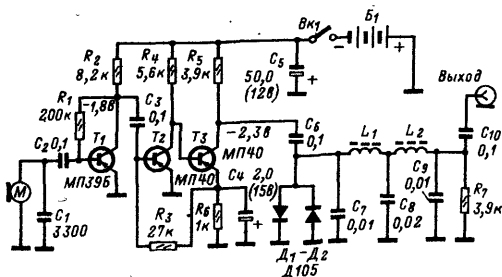 Вк1
Б1
R2
8,2к
R4
5,6к
R5
3,9к
C5
50,0
(12в)
Выход
R1
200к
-1,8в
C3
0,1
C2 0,1
T1
МП39Б
T2
МП40
T3
МП40
-2,3в
C6
0,1
L1
L2
C10
0,1
М
C1
3300
R3
27к
R6
1к
C4
2,0
(15в)
Д1-Д2
Д105
C7
0,01
C8
0,02
C9
0,01
R7
3,9к